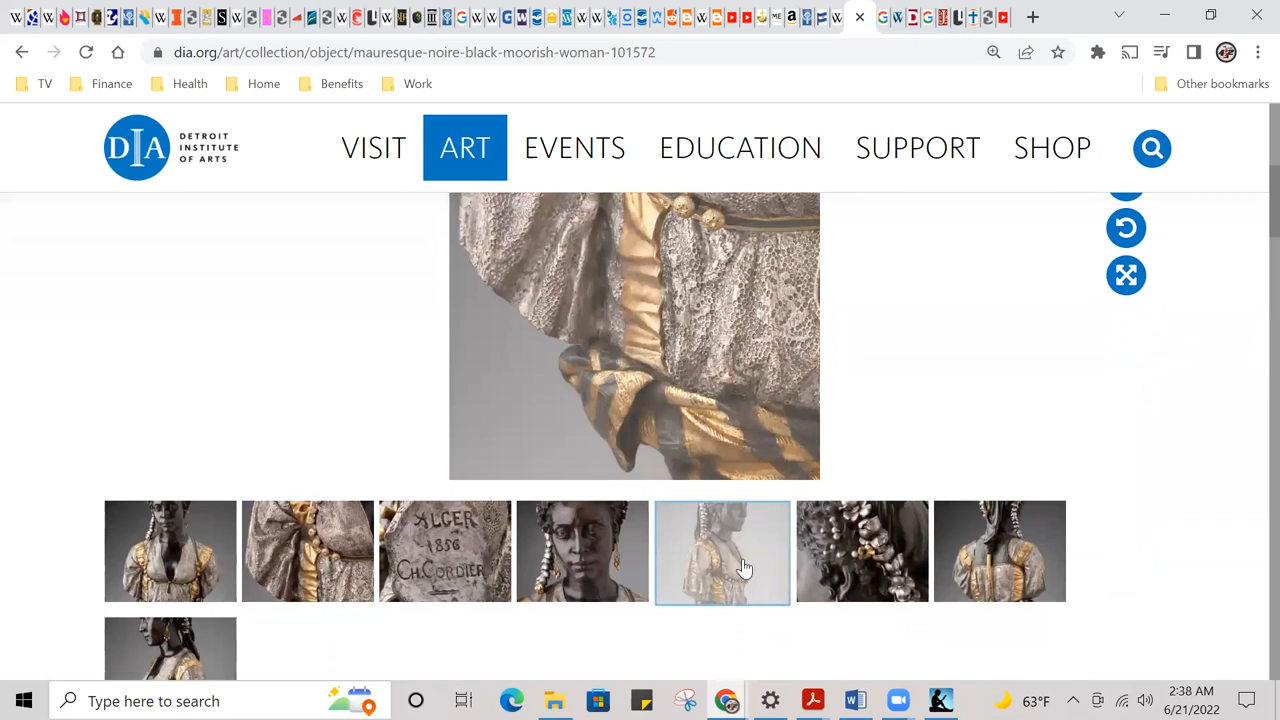 dia.org/art/collection/object/mauresque-noire-black-moorish-woman-101572
TV Finance Health Home Benefits Work Other bookmarks
DIA DETROIT INSTITUTE OF ARTS VISIT ART EVENTS EDUCATION SUPPORT SHOP
ALGER
1856
CH. CORDIER
Type here to search 63°F 2:38 AM
6/21/2022